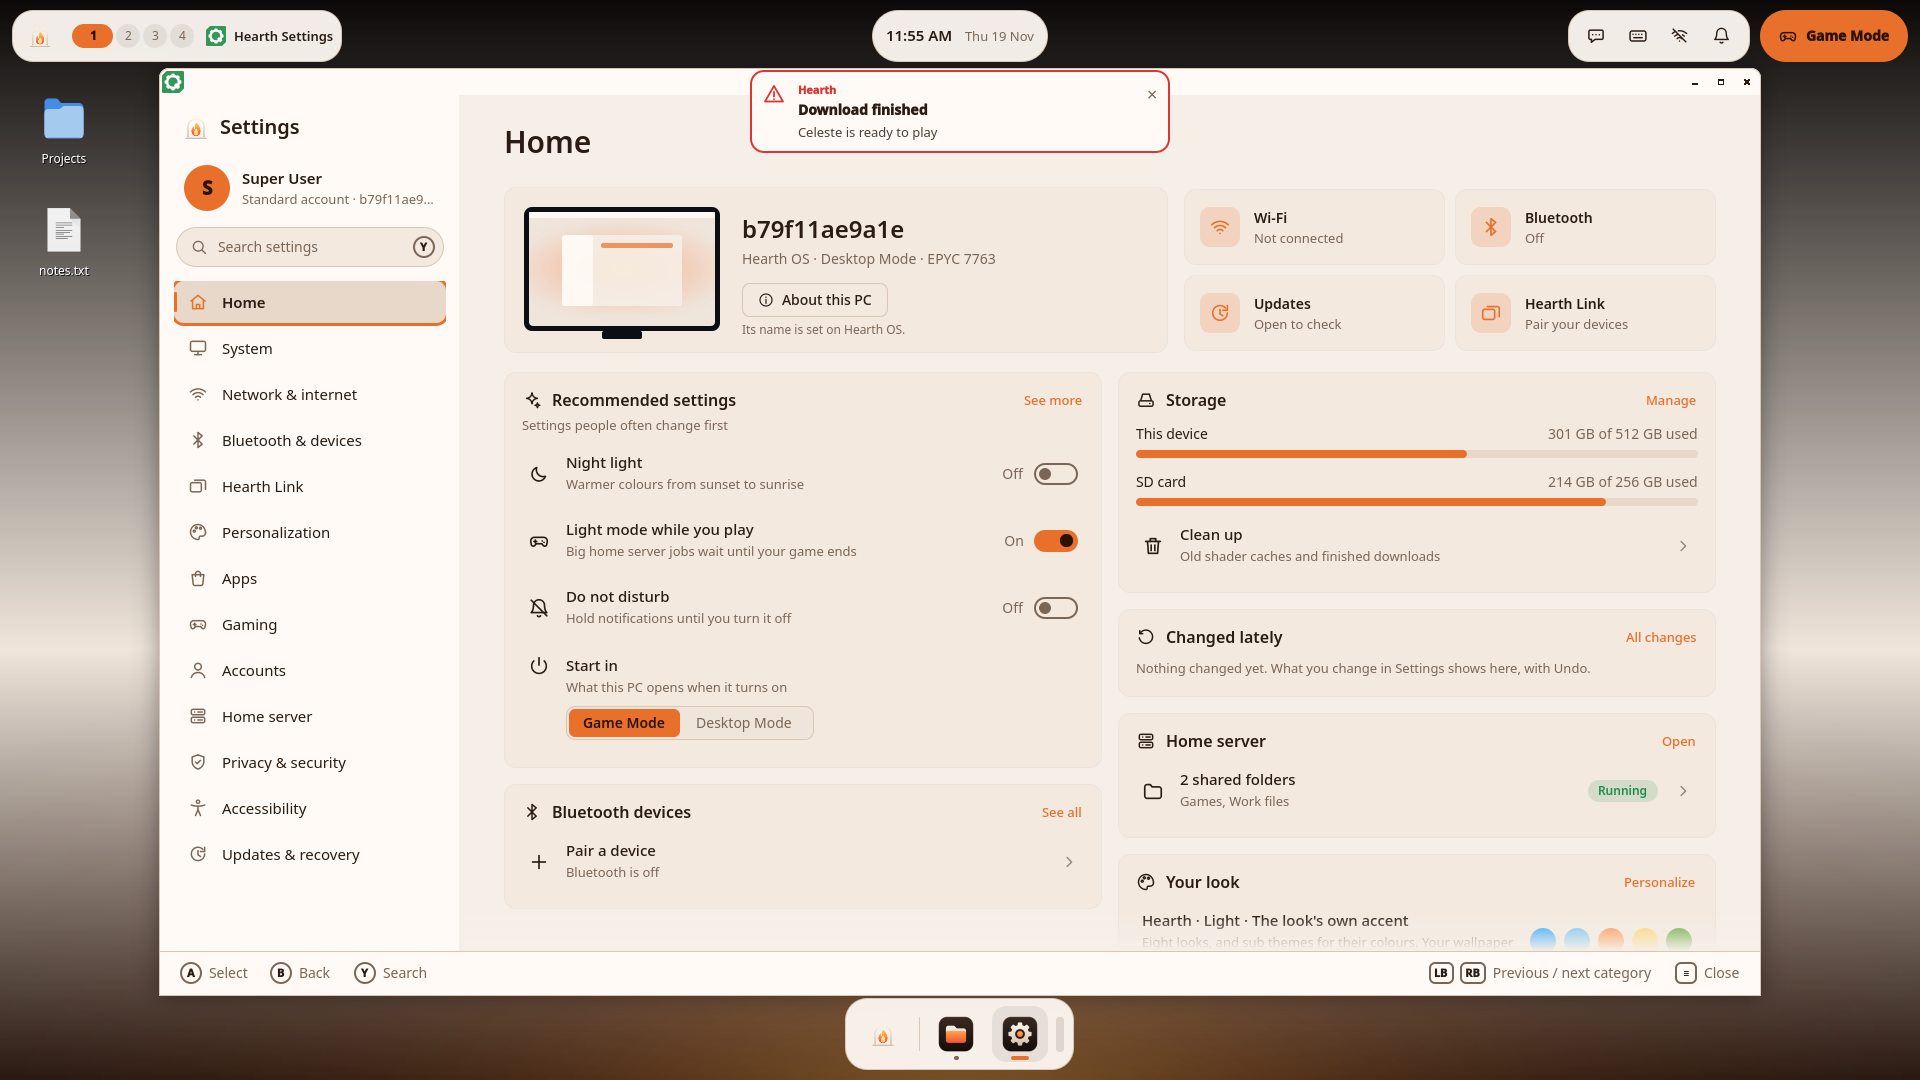 1 2 3 4 Hearth Settings
11:55 AM Thu 19 Nov
Game Mode
Projects
notes.txt
Hearth
Download finished
Celeste is ready to play
Settings
Super User
Standard account · b79f11ae9...
Search settings Y
Home
System
Network & internet
Bluetooth & devices
Hearth Link
Personalization
Apps
Gaming
Accounts
Home server
Privacy & security
Accessibility
Updates & recovery
Home
b79f11ae9a1e
Hearth OS · Desktop Mode · EPYC 7763
About this PC
Its name is set on Hearth OS.
Wi-Fi
Not connected
Bluetooth
Off
Updates
Open to check
Hearth Link
Pair your devices
Recommended settings See more
Settings people often change first
Night light
Warmer colours from sunset to sunrise
Off
Light mode while you play
Big home server jobs wait until your game ends
On
Do not disturb
Hold notifications until you turn it off
Off
Start in
What this PC opens when it turns on
Game Mode Desktop Mode
Bluetooth devices See all
Pair a device
Bluetooth is off
Storage Manage
This device 301 GB of 512 GB used
SD card 214 GB of 256 GB used
Clean up
Old shader caches and finished downloads
Changed lately All changes
Nothing changed yet. What you change in Settings shows here, with Undo.
Home server Open
2 shared folders
Games, Work files
Running
Your look Personalize
Hearth · Light · The look's own accent
Eight looks, and sub themes for their colours. Your wallpaper
A Select B Back Y Search
LB RB Previous / next category Close
S